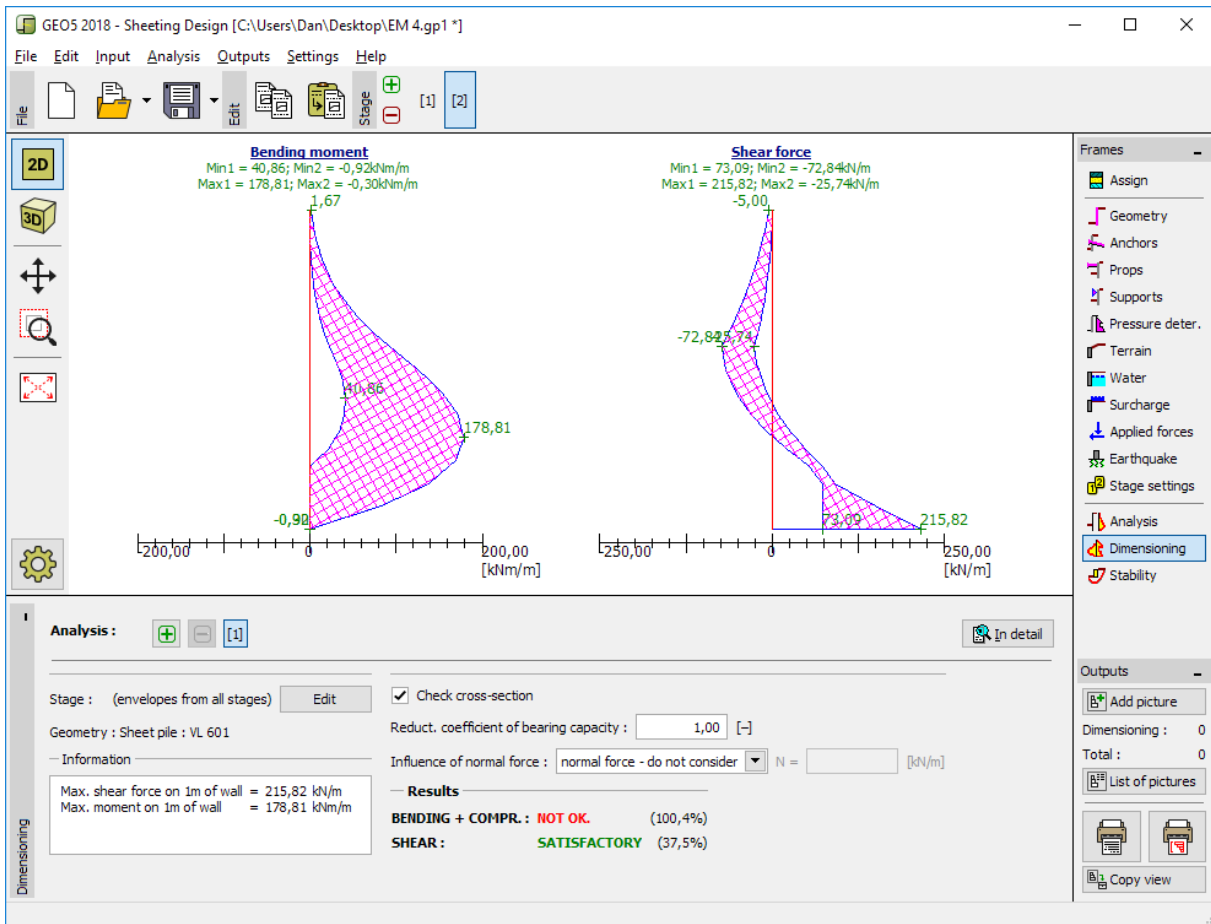 GEO5 2018 - Sheeting Design [C:\Users\Dan\Desktop\EM 4.gp1 *]
File Edit Input Analysis Outputs Settings Help
File
Edit
Stage
[1]
[2]
2D
3D
Bending moment
Min1 = 40,86; Min2 = -0,92kNm/m
Max1 = 178,81; Max2 = -0,30kNm/m
1,67
40,86
178,81
-200,00 0 200,00
[kNm/m]
Shear force
Min1 = 73,09; Min2 = -72,84kN/m
Max1 = 215,82; Max2 = -25,74kN/m
-5,00
73,09
215,82
-250,00 0 250,00
[kN/m]
Frames
Assign
Geometry
Anchors
Props
Supports
Pressure deter.
Terrain
Water
Surcharge
Applied forces
Earthquake
Stage settings
Analysis
Dimensioning
Stability
Dimensioning
Analysis :
[1]
In detail
Stage : (envelopes from all stages) Edit
Geometry : Sheet pile : VL 601
Information
Max. shear force on 1m of wall = 215,82 kN/m
Max. moment on 1m of wall = 178,81 kNm/m
Check cross-section
Reduct. coefficient of bearing capacity : 1,00 [–]
Influence of normal force : normal force - do not consider N = [kN/m]
Results
BENDING + COMPR. : NOT OK. (100,4%)
SHEAR : SATISFACTORY (37,5%)
Outputs
Add picture
Dimensioning : 0
Total : 0
List of pictures
Copy view